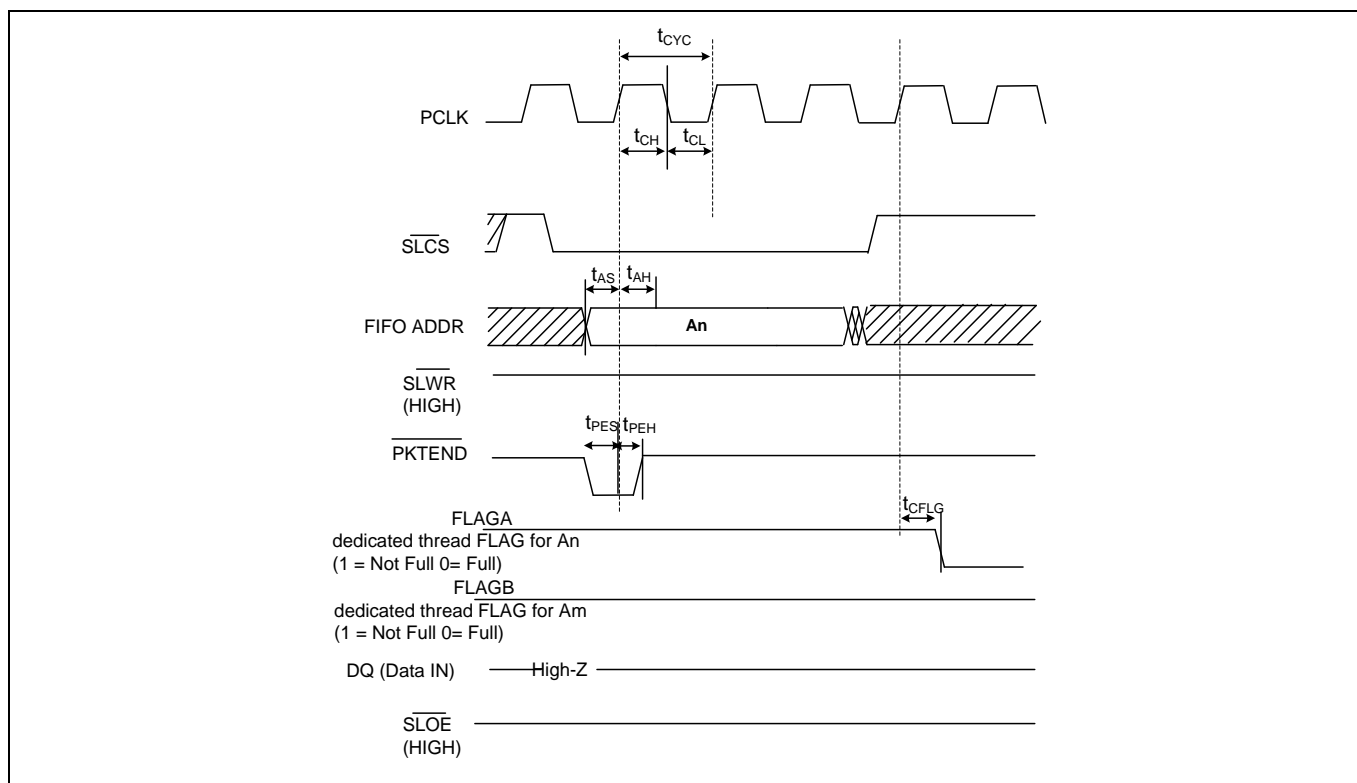 tCYC
PCLK
tCH
tCL
SLCS
tAS
tAH
FIFO ADDR
An
SLWR
(HIGH)
tPES
tPEH
PKTEND
tCFLG
FLAGA
dedicated thread FLAG for An
(1 = Not Full 0= Full)
FLAGB
dedicated thread FLAG for Am
(1 = Not Full 0= Full)
DQ (Data IN)
High-Z
SLOE
(HIGH)